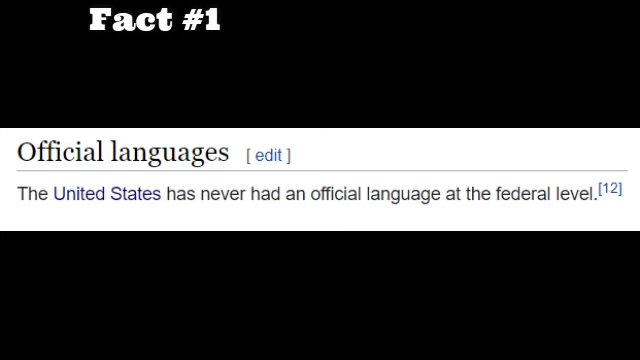 Fact #1
Official languages [ edit ]
The United States has never had an official language at the federal level.[12]